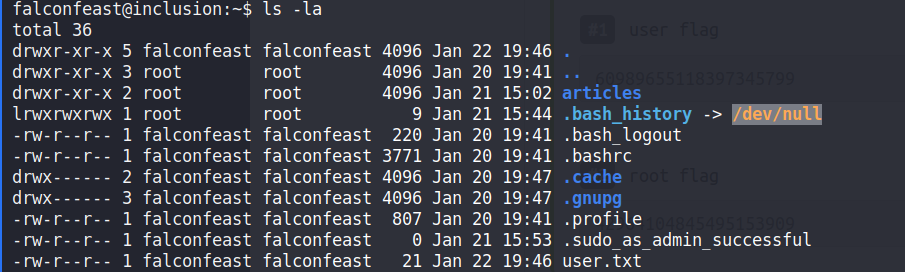 falconfeast@inclusion:~$ ls -la
total 36
drwxr-xr-x 5 falconfeast falconfeast 4096 Jan 22 19:46 .
drwxr-xr-x 3 root        root        4096 Jan 20 19:41 ..
drwxr-xr-x 2 root        root        4096 Jan 21 15:02 articles
lrwxrwxrwx 1 root        root           9 Jan 21 15:44 .bash_history -> /dev/null
-rw-r--r-- 1 falconfeast falconfeast  220 Jan 20 19:41 .bash_logout
-rw-r--r-- 1 falconfeast falconfeast 3771 Jan 20 19:41 .bashrc
drwx------ 2 falconfeast falconfeast 4096 Jan 20 19:47 .cache
drwx------ 3 falconfeast falconfeast 4096 Jan 20 19:47 .gnupg
-rw-r--r-- 1 falconfeast falconfeast  807 Jan 20 19:41 .profile
-rw-r--r-- 1 falconfeast falconfeast    0 Jan 21 15:53 .sudo_as_admin_successful
-rw-r--r-- 1 falconfeast falconfeast   21 Jan 22 19:46 user.txt
#1 user flag
60989655118397345799
root flag